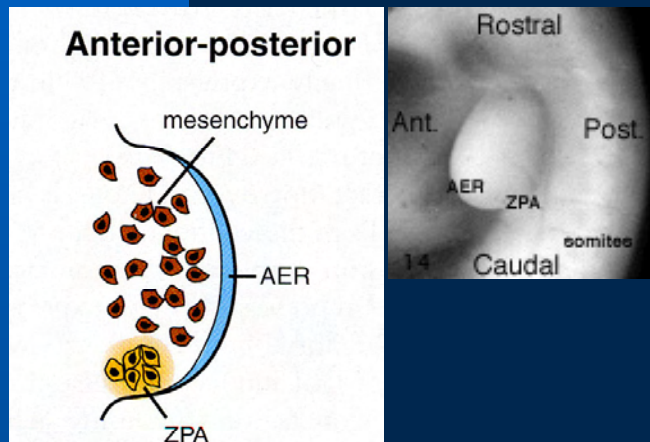 Anterior-posterior
mesenchyme
AER
ZPA
Rostral
Ant.
Post.
AER
ZPA
somites
14
Caudal